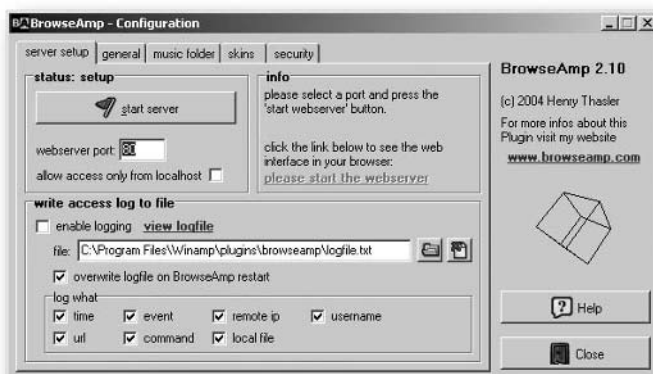 BrowseAmp - Configuration
server setup general music folder skins security
status: setup
start server
webserver port: 80
allow access only from localhost
info
please select a port and press the
'start webserver' button.
click the link below to see the web
interface in your browser:
please start the webserver
write access log to file
enable logging view logfile
file: C:\Program Files\Winamp\plugins\browseamp\logfile.txt
overwrite logfile on BrowseAmp restart
log what
time event remote ip username
url command local file
BrowseAmp 2.10
(c) 2004 Henry Thasler
For more infos about this
Plugin visit my website
www.browseamp.com
Help
Close